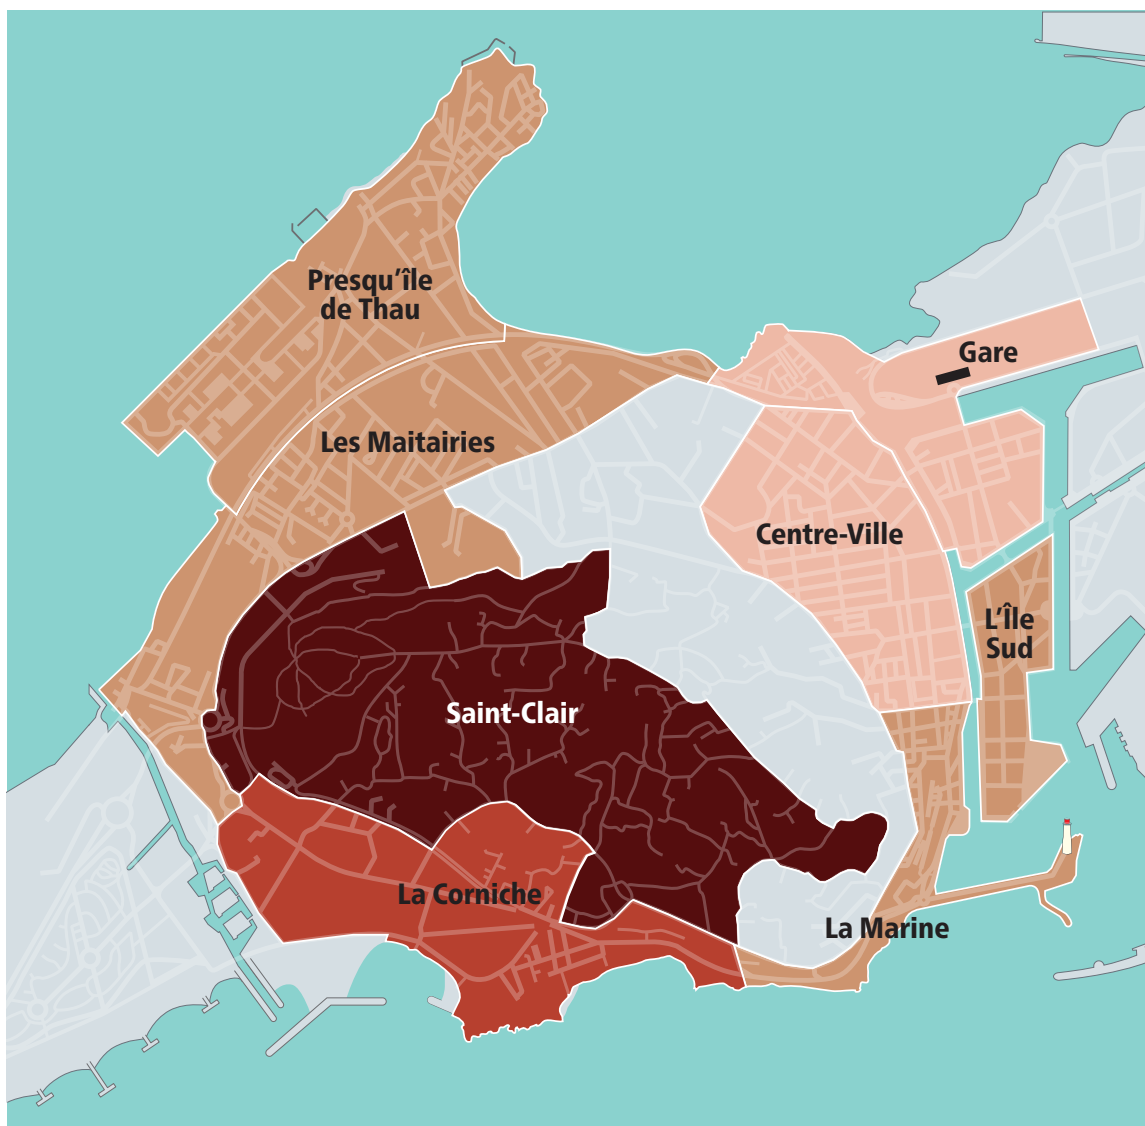 Presqu'île
de Thau
Gare
Les Maitairies
Centre-Ville
L'Île
Sud
Saint-Clair
La Corniche
La Marine